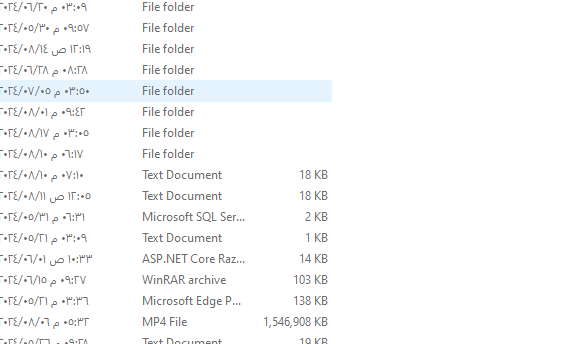 ٢٠٢٤/٠٦/٢٠ ٠٣:٠٩ م File folder
٢٠٢٤/٠٥/٣٠ ٠٩:٥٧ م File folder
٢٠٢٤/٠٨/١٤ ١٢:١٩ ص File folder
٢٠٢٤/٠٦/٢٨ ٠٨:٢٨ م File folder
٢٠٢٤/٠٧/٠٥ ٠٣:٥٠ م File folder
٢٠٢٤/٠٨/٠١ ٠٩:٤٢ م File folder
٢٠٢٤/٠٨/١٧ ٠٣:٠٥ م File folder
٢٠٢٤/٠٨/١٠ ٠٦:١٧ م File folder
٢٠٢٤/٠٨/١٠ ٠٧:١٠ م Text Document 18 KB
٢٠٢٤/٠٨/١١ ١٢:٠٥ ص Text Document 18 KB
٢٠٢٤/٠٥/٣١ ٠٦:٣١ م Microsoft SQL Ser... 2 KB
٢٠٢٤/٠٥/٢١ ٠٣:٠٩ م Text Document 1 KB
٢٠٢٤/٠٦/٠١ ١٠:٣٣ ص ASP.NET Core Raz... 14 KB
٢٠٢٤/٠٦/١٥ ٠٩:٢٧ م WinRAR archive 103 KB
٢٠٢٤/٠٥/٢١ ٠٣:٣٦ م Microsoft Edge P... 138 KB
٢٠٢٤/٠٨/٠٦ ٠٥:٣٢ م MP4 File 1,546,908 KB
٢٠٢٤/٠٥/٢٦ ٠٩:٢٨ م Text Document 19 KB